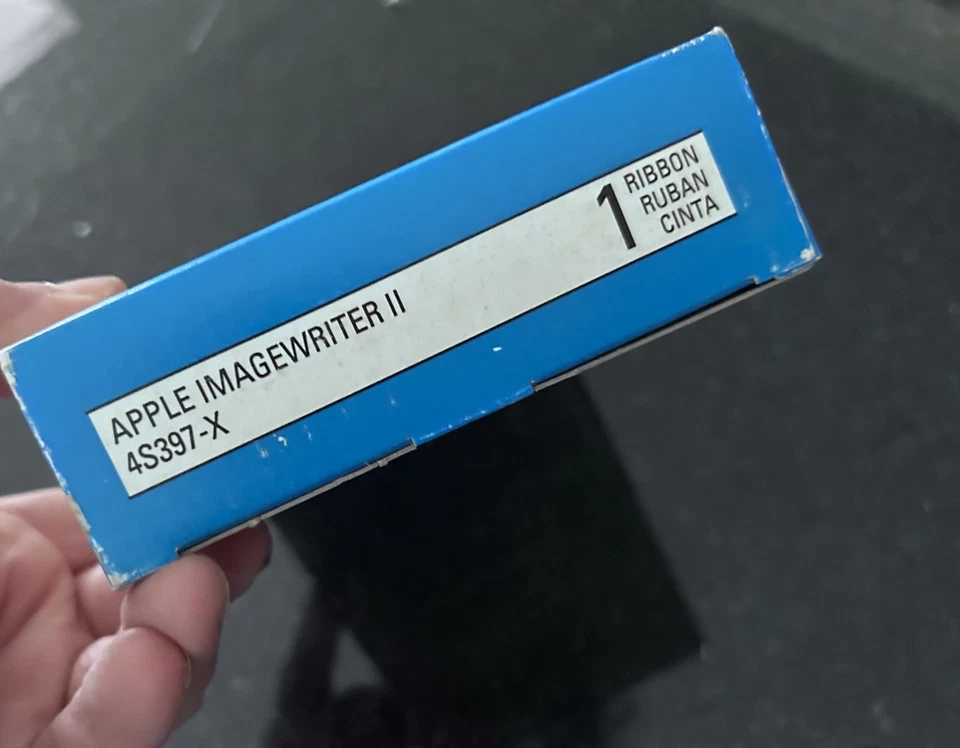 APPLE IMAGEWRITER II
4S397-X
1
RIBBON
RUBAN
CINTA